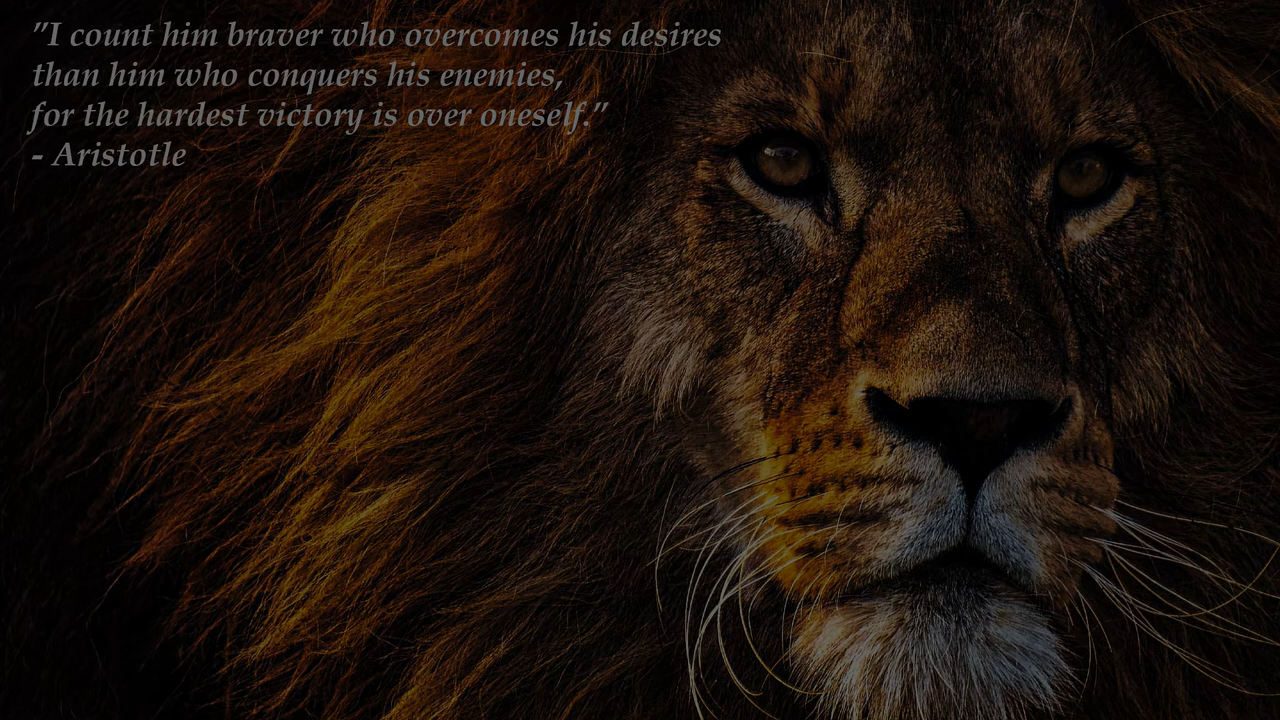 "I count him braver who overcomes his desires
than him who conquers his enemies,
for the hardest victory is over oneself.”
- Aristotle